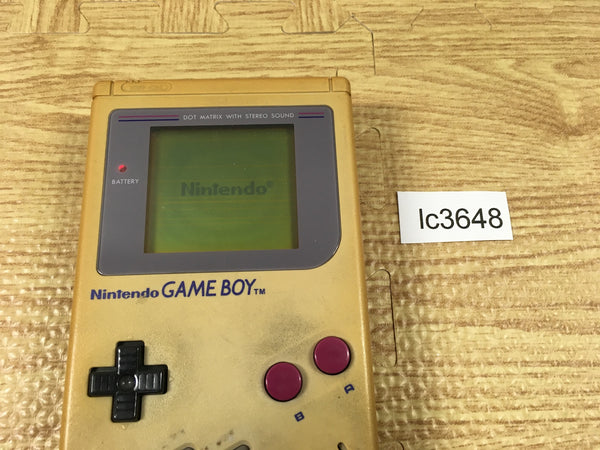 DOT MATRIX WITH STEREO SOUND
BATTERY
Nintendo®
lc3648
Nintendo GAME BOY™
B A